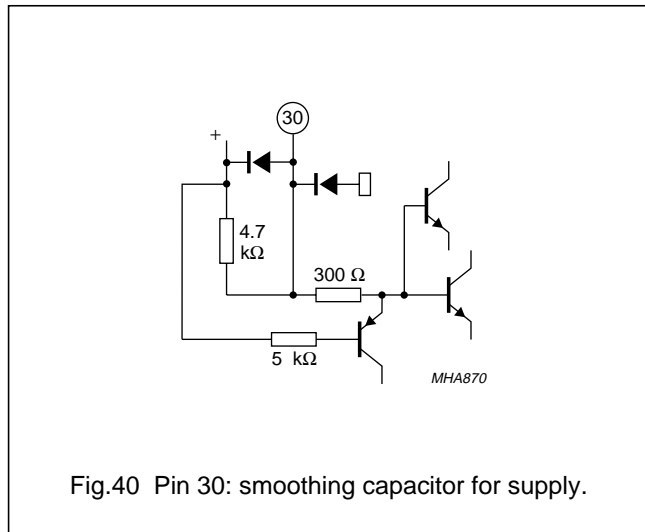 30
+
4.7
kΩ
300 Ω
5 kΩ
MHA870
Fig.40 Pin 30: smoothing capacitor for supply.